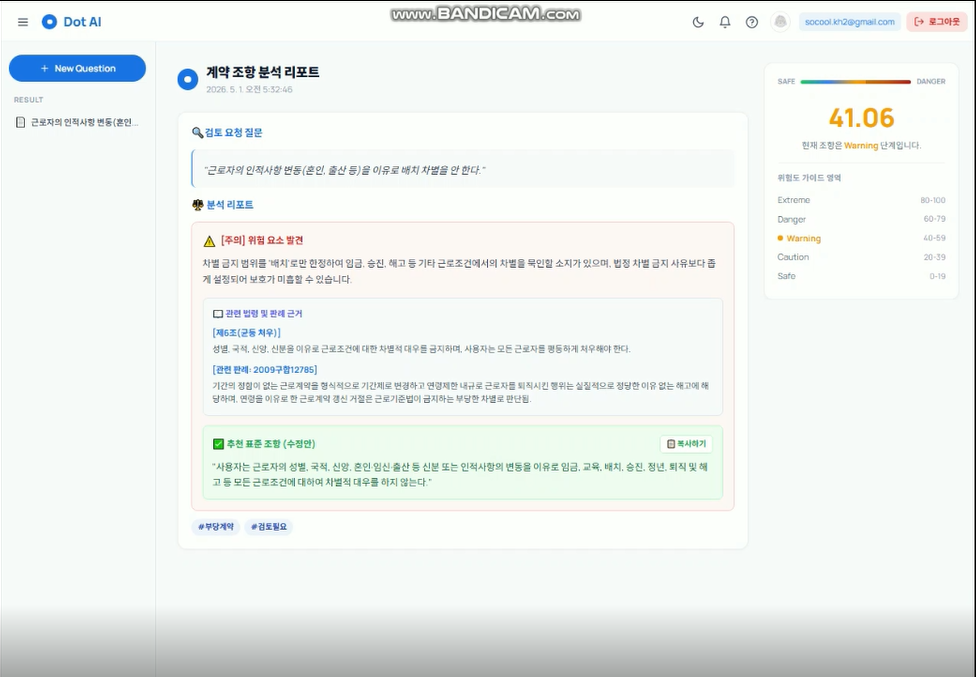 www.BANDICAM.com
Dot AI
socool.kh2@gmail.com
로그아웃
+ New Question
RESULT
근로자의 인적사항 변동(혼인...
계약 조항 분석 리포트
2026. 5. 1. 오전 5:32:46
검토 요청 질문
"근로자의 인적사항 변동(혼인, 출산 등)을 이유로 배치 차별을 안 한다."
분석 리포트
[주의] 위험 요소 발견
차별 금지 범위를 '배치'로만 한정하여 임금, 승진, 해고 등 기타 근로조건에서의 차별을 묵인할 소지가 있으며, 법정 차별 금지 사유보다 좁
게 설정되어 보호가 미흡할 수 있습니다.
관련 법령 및 판례 근거
[제6조(균등 처우)]
성별, 국적, 신앙, 신분을 이유로 근로조건에 대한 차별적 대우를 금지하며, 사용자는 모든 근로자를 평등하게 처우해야 한다.
[관련 판례: 2009구합12785]
기간의 정함이 없는 근로계약을 형식적으로 기간제로 변경하고 연령제한 내규로 근로자를 퇴직시킨 행위는 실질적으로 정당한 이유 없는 해고에 해
당하며, 연령을 이유로 한 근로계약 갱신 거절은 근로기준법이 금지하는 부당한 차별로 판단됨.
추천 표준 조항 (수정안)
복사하기
"사용자는 근로자의 성별, 국적, 신앙, 혼인·임신·출산 등 신분 또는 인적사항의 변동을 이유로 임금, 교육, 배치, 승진, 정년, 퇴직 및 해
고 등 모든 근로조건에 대하여 차별적 대우를 하지 않는다."
#부당계약 #검토필요
SAFE DANGER
41.06
현재 조항은 Warning 단계입니다.
위험도 가이드 영역
Extreme 80-100
Danger 60-79
Warning 40-59
Caution 20-39
Safe 0-19